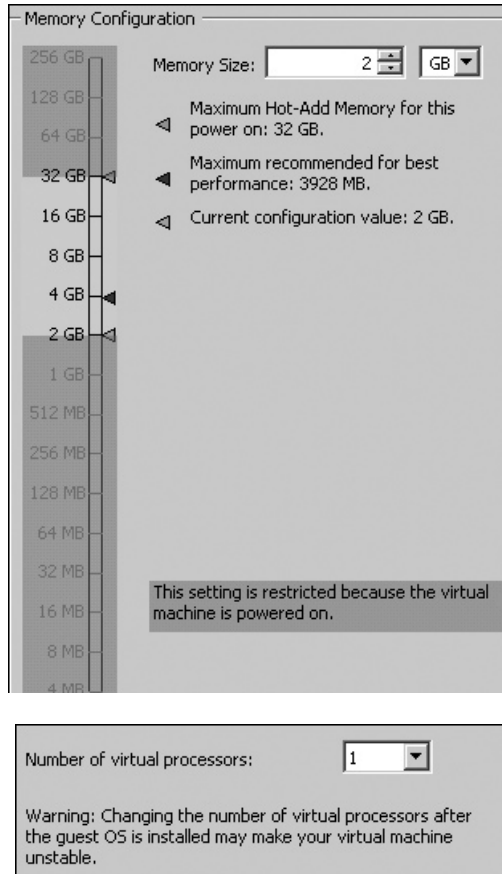 Memory Configuration
256 GB
128 GB
64 GB
32 GB
16 GB
8 GB
4 GB
2 GB
1 GB
512 MB
256 MB
128 MB
64 MB
32 MB
16 MB
8 MB
4 MB
Memory Size: 2 GB
Maximum Hot-Add Memory for this
power on: 32 GB.
Maximum recommended for best
performance: 3928 MB.
Current configuration value: 2 GB.
This setting is restricted because the virtual
machine is powered on.
Number of virtual processors: 1
Warning: Changing the number of virtual processors after
the guest OS is installed may make your virtual machine
unstable.